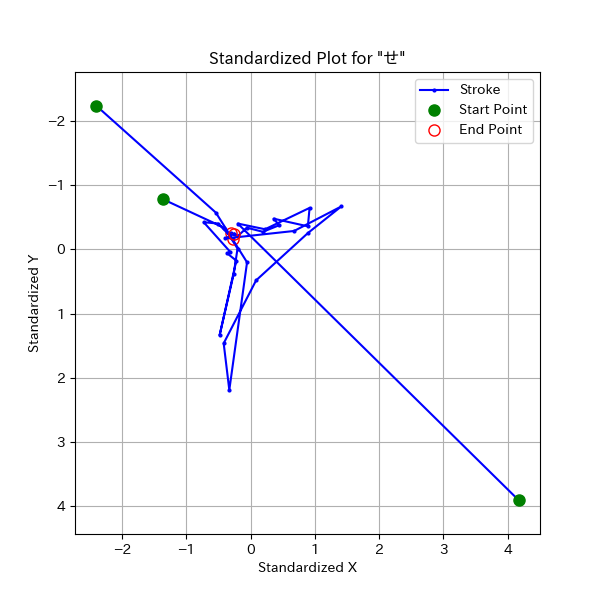 Standardized Plot for "せ"
Stroke
Start Point
End Point
−2
−1
0
1
2
3
4
Standardized Y
−2 −1 0 1 2 3 4
Standardized X